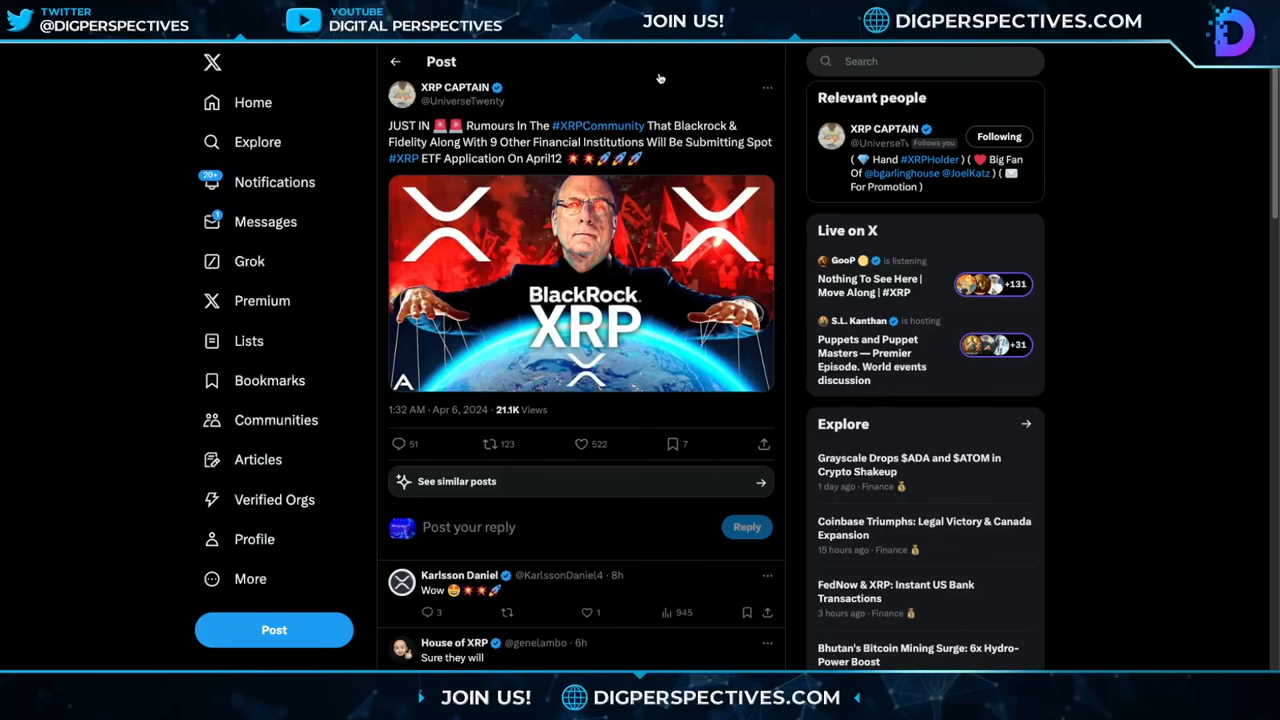 TWITTER
@DIGPERSPECTIVES
YOUTUBE
DIGITAL PERSPECTIVES
JOIN US!
DIGPERSPECTIVES.COM
Home
Explore
20+
Notifications
1
Messages
Grok
Premium
Lists
Bookmarks
Communities
Articles
Verified Orgs
Profile
More
Post
Post
XRP CAPTAIN
@UniverseTwenty
JUST IN 🚨🚨 Rumours In The #XRPCommunity That Blackrock &
Fidelity Along With 9 Other Financial Institutions Will Be Submitting Spot
#XRP ETF Application On April12 💥💥🚀🚀🚀
BlackRock.
XRP
1:32 AM · Apr 6, 2024 · 21.1K Views
51
123
522
7
See similar posts
Post your reply
Reply
Karlsson Daniel @KarlssonDaniel4 · 8h
Wow 🤩💥💥🚀
3
1
945
House of XRP @genelambo · 6h
Sure they will
Search
Relevant people
XRP CAPTAIN
@UniverseTw Follows you
Following
( 💎 Hand #XRPHolder ) ( ❤️ Big Fan
Of @bgarlinghouse @JoelKatz ) ( ✉️
For Promotion )
Live on X
GooP is listening
Nothing To See Here |
Move Along | #XRP
+131
S.L. Kanthan is hosting
Puppets and Puppet
Masters — Premier
Episode. World events
discussion
+31
Explore
Grayscale Drops $ADA and $ATOM in
Crypto Shakeup
1 day ago · Finance 💰
Coinbase Triumphs: Legal Victory & Canada
Expansion
15 hours ago · Finance 💰
FedNow & XRP: Instant US Bank
Transactions
3 hours ago · Finance 💰
Bhutan's Bitcoin Mining Surge: 6x Hydro-
Power Boost
JOIN US!
DIGPERSPECTIVES.COM